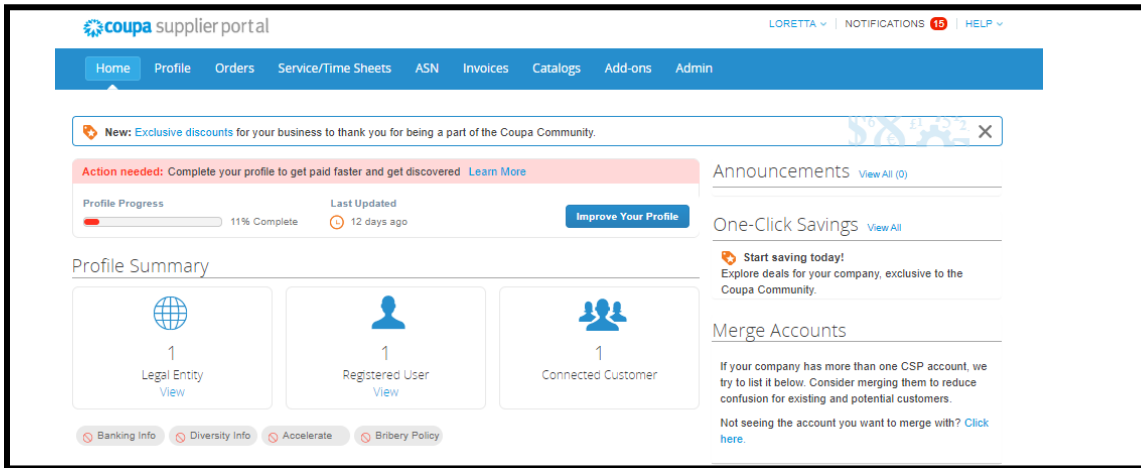 coupa supplier portal
LORETTA NOTIFICATIONS 15 HELP
Home Profile Orders Service/Time Sheets ASN Invoices Catalogs Add-ons Admin
New: Exclusive discounts for your business to thank you for being a part of the Coupa Community.
Action needed: Complete your profile to get paid faster and get discovered Learn More
Profile Progress
11% Complete
Last Updated
12 days ago
Improve Your Profile
Profile Summary
1
Legal Entity
View
1
Registered User
View
1
Connected Customer
Banking Info Diversity Info Accelerate Bribery Policy
Announcements View All (0)
One-Click Savings View All
Start saving today!
Explore deals for your company, exclusive to the
Coupa Community.
Merge Accounts
If your company has more than one CSP account, we
try to list it below. Consider merging them to reduce
confusion for existing and potential customers.
Not seeing the account you want to merge with? Click
here.